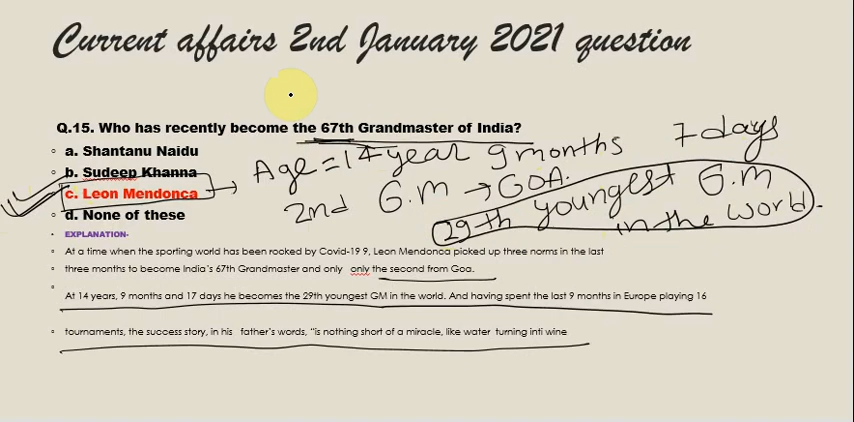 Current affairs 2nd January 2021 question
Q.15. Who has recently become the 67th Grandmaster of India?
a. Shantanu Naidu
b. Sudeep Khanna
c. Leon Mendonca
d. None of these
Age = 14 year 9 months 7 days
2nd G.M → GOA.
29th youngest G.M
in the world.
EXPLANATION-
At a time when the sporting world has been rocked by Covid-19 9, Leon Mendonca picked up three norms in the last
three months to become India's 67th Grandmaster and only only the second from Goa.
At 14 years, 9 months and 17 days he becomes the 29th youngest GM in the world. And having spent the last 9 months in Europe playing 16
tournaments, the success story, in his father's words, "is nothing short of a miracle, like water turning inti wine